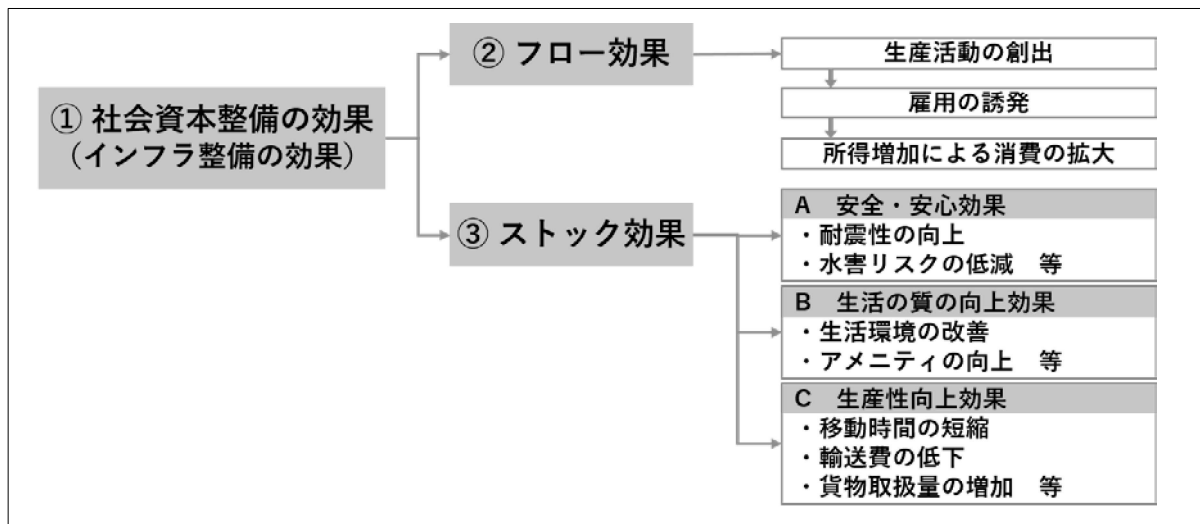 ① 社会資本整備の効果
（インフラ整備の効果）
② フロー効果
生産活動の創出
雇用の誘発
所得増加による消費の拡大
③ ストック効果
A 安全・安心効果
・耐震性の向上
・水害リスクの低減 等
B 生活の質の向上効果
・生活環境の改善
・アメニティの向上 等
C 生産性向上効果
・移動時間の短縮
・輸送費の低下
・貨物取扱量の増加 等